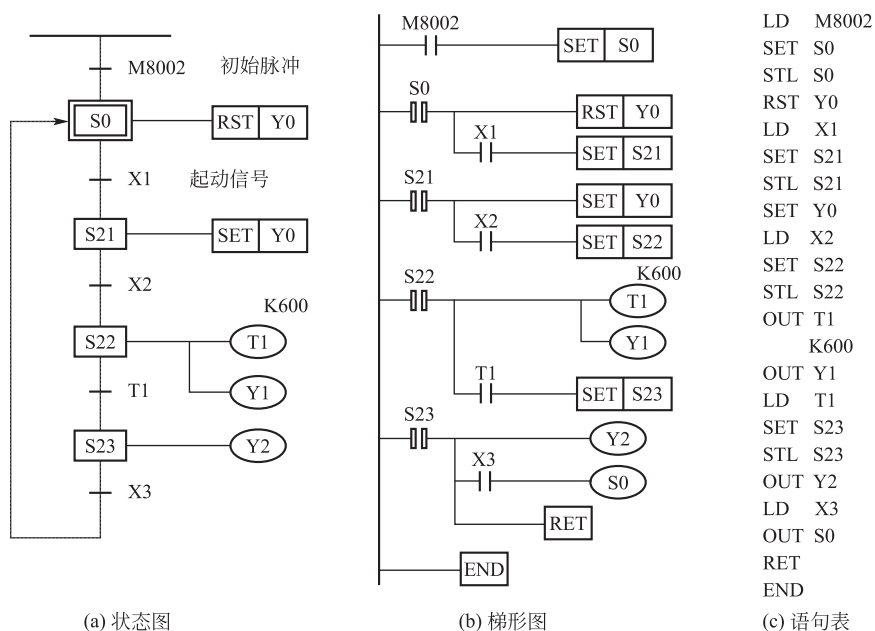 M8002 初始脉冲
S0 RST Y0
X1 起动信号
S21 SET Y0
X2
K600
S22 T1
Y1
T1
S23 Y2
X3
(a) 状态图
M8002
SET S0
S0
RST Y0
X1
SET S21
S21
SET Y0
X2
SET S22
S22 K600
T1
Y1
T1
SET S23
S23
Y2
X3
S0
RET
END
(b) 梯形图
LD M8002
SET S0
STL S0
RST Y0
LD X1
SET S21
STL S21
SET Y0
LD X2
SET S22
STL S22
OUT T1
K600
OUT Y1
LD T1
SET S23
STL S23
OUT Y2
LD X3
OUT S0
RET
END
(c) 语句表